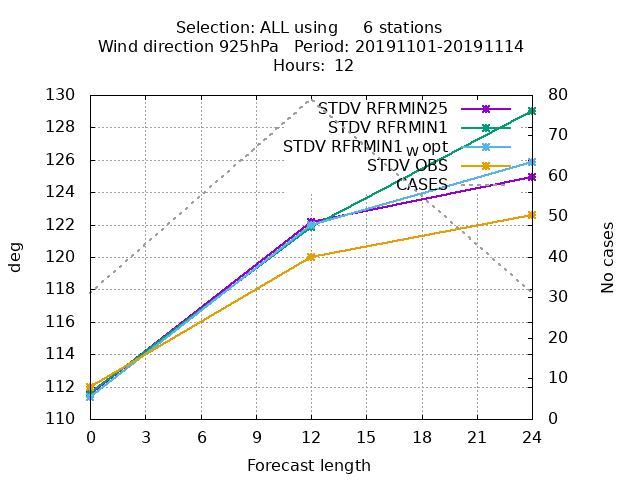 Selection: ALL using     6 stations
Wind direction 925hPa   Period: 20191101-20191114
Hours:  12
130
128
126
124
122
120
118
116
114
112
110
deg
STDV RFRMIN25
STDV RFRMIN1
STDV RFRMIN1_W opt
STDV OBS
CASES
80
70
60
50
40
30
20
10
0
No cases
0 3 6 9 12 15 18 21 24
Forecast length